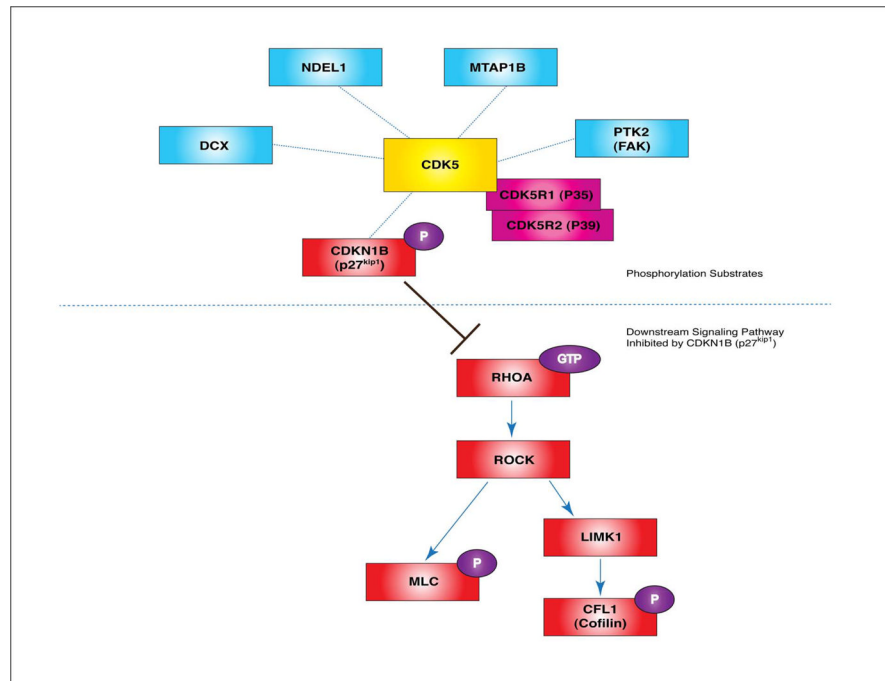 NDEL1
MTAP1B
DCX
CDK5
PTK2
(FAK)
CDK5R1 (P35)
CDK5R2 (P39)
P
CDKN1B
(p27kip1)
Phosphorylation Substrates
Downstream Signaling Pathway
Inhibited by CDKN1B (p27kip1)
GTP
RHOA
ROCK
LIMK1
P
MLC
P
CFL1
(Cofilin)